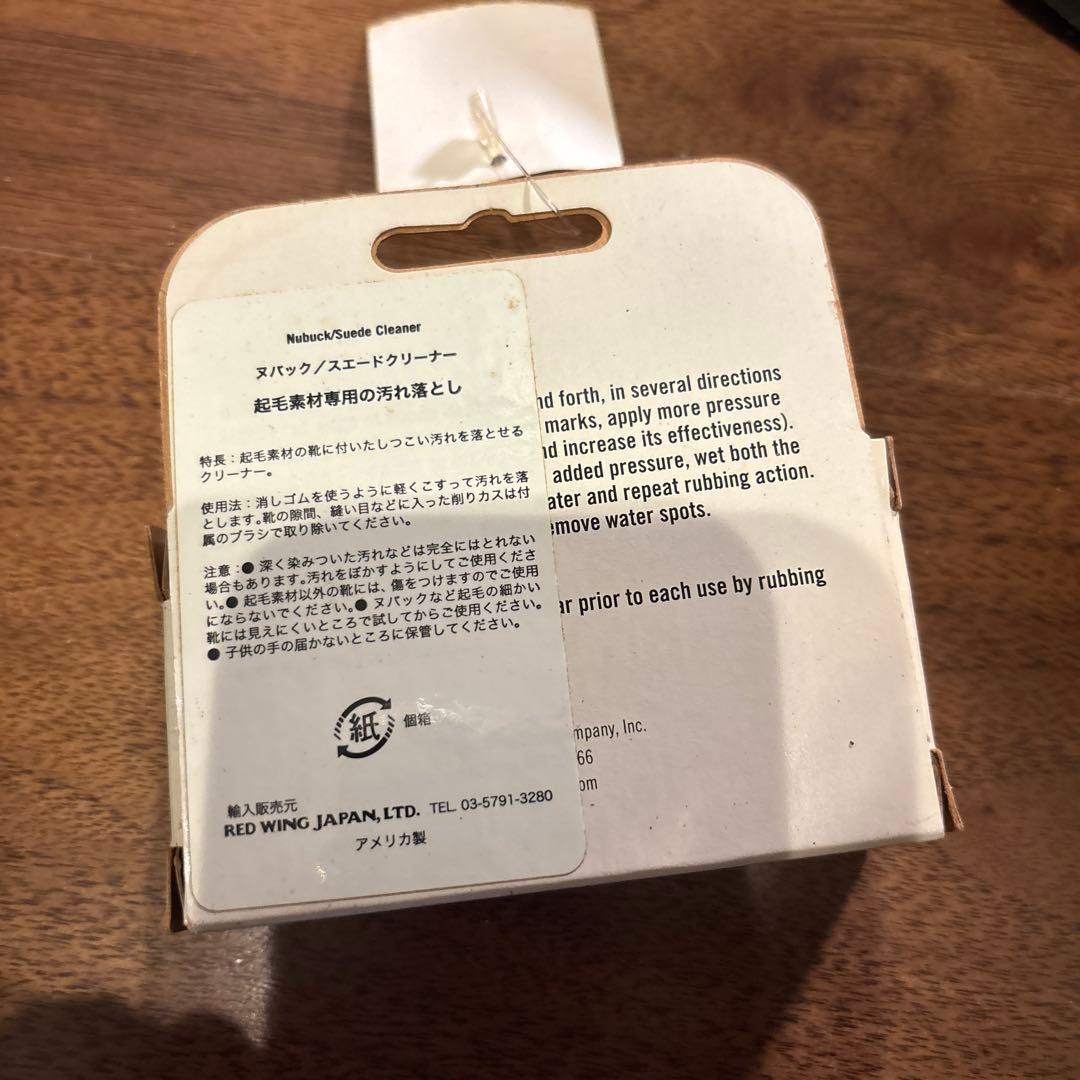 Nubuck/Suede Cleaner
ヌバック／スエードクリーナー
起毛素材専用の汚れ落とし
特長：起毛素材の靴に付いたしつこい汚れを落とせる
クリーナー。
使用法：消しゴムを使うように軽くこすって汚れを落
とします。靴の隙間、縫い目などに入った削りカスは付
属のブラシで取り除いてください。
注意：● 深く染みついた汚れなどは完全にはとれない
場合もあります。汚れをぼかすようにしてご使用くださ
い。● 起毛素材以外の靴には、傷をつけますのでご使用
にならないでください。● ヌバックなど起毛の細かい
靴には見えにくいところで試してからご使用ください。
● 子供の手の届かないところに保管してください。
紙 個箱
輸入販売元
RED WING JAPAN, LTD. TEL. 03-5791-3280
アメリカ製
nd forth, in several directions
marks, apply more pressure
nd increase its effectiveness).
added pressure, wet both the
ater and repeat rubbing action.
emove water spots.
ar prior to each use by rubbing
mpany, Inc.
66
om